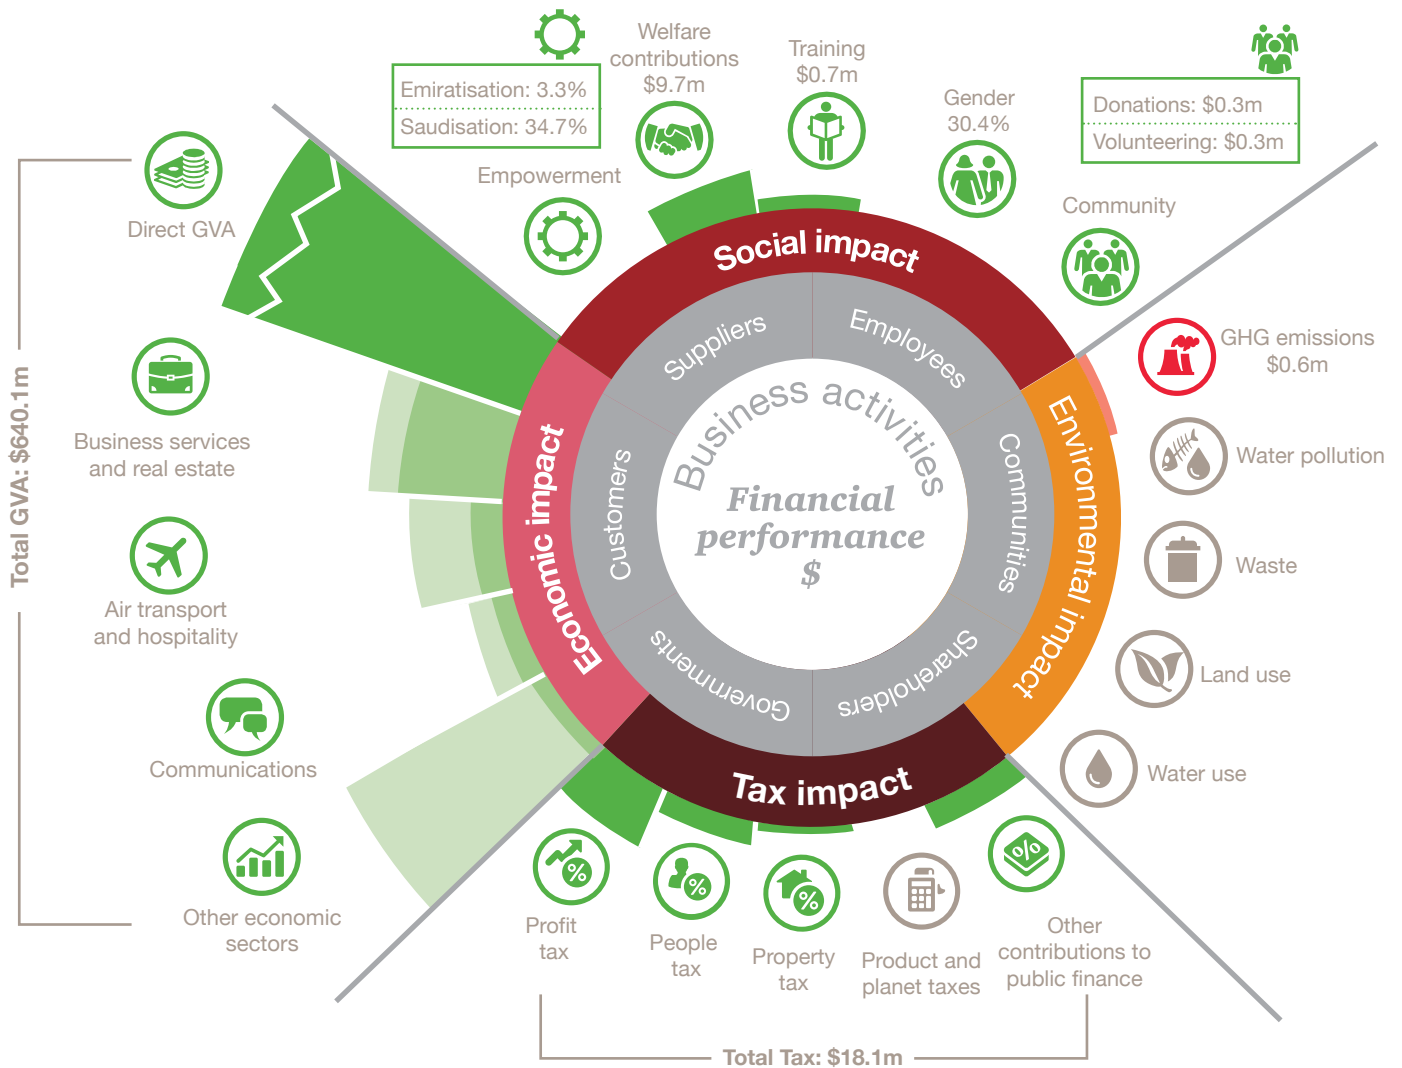 Welfare
contributions
$9.7m
Training
$0.7m
Gender
30.4%
Emiratisation: 3.3%
Saudisation: 34.7%
Empowerment
Donations: $0.3m
Volunteering: $0.3m
Community
Direct GVA
Business services
and real estate
Air transport
and hospitality
Communications
Other economic
sectors
Total GVA: $640.1m
GHG emissions
$0.6m
Water pollution
Waste
Land use
Water use
Social impact
Environmental impact
Tax impact
Economic impact
Suppliers
Employees
Communities
Shareholders
Governments
Customers
Business activities
Financial
performance
$
%
%
%
%
Profit
tax
People
tax
Property
tax
Product and
planet taxes
Other
contributions to
public finance
Total Tax: $18.1m